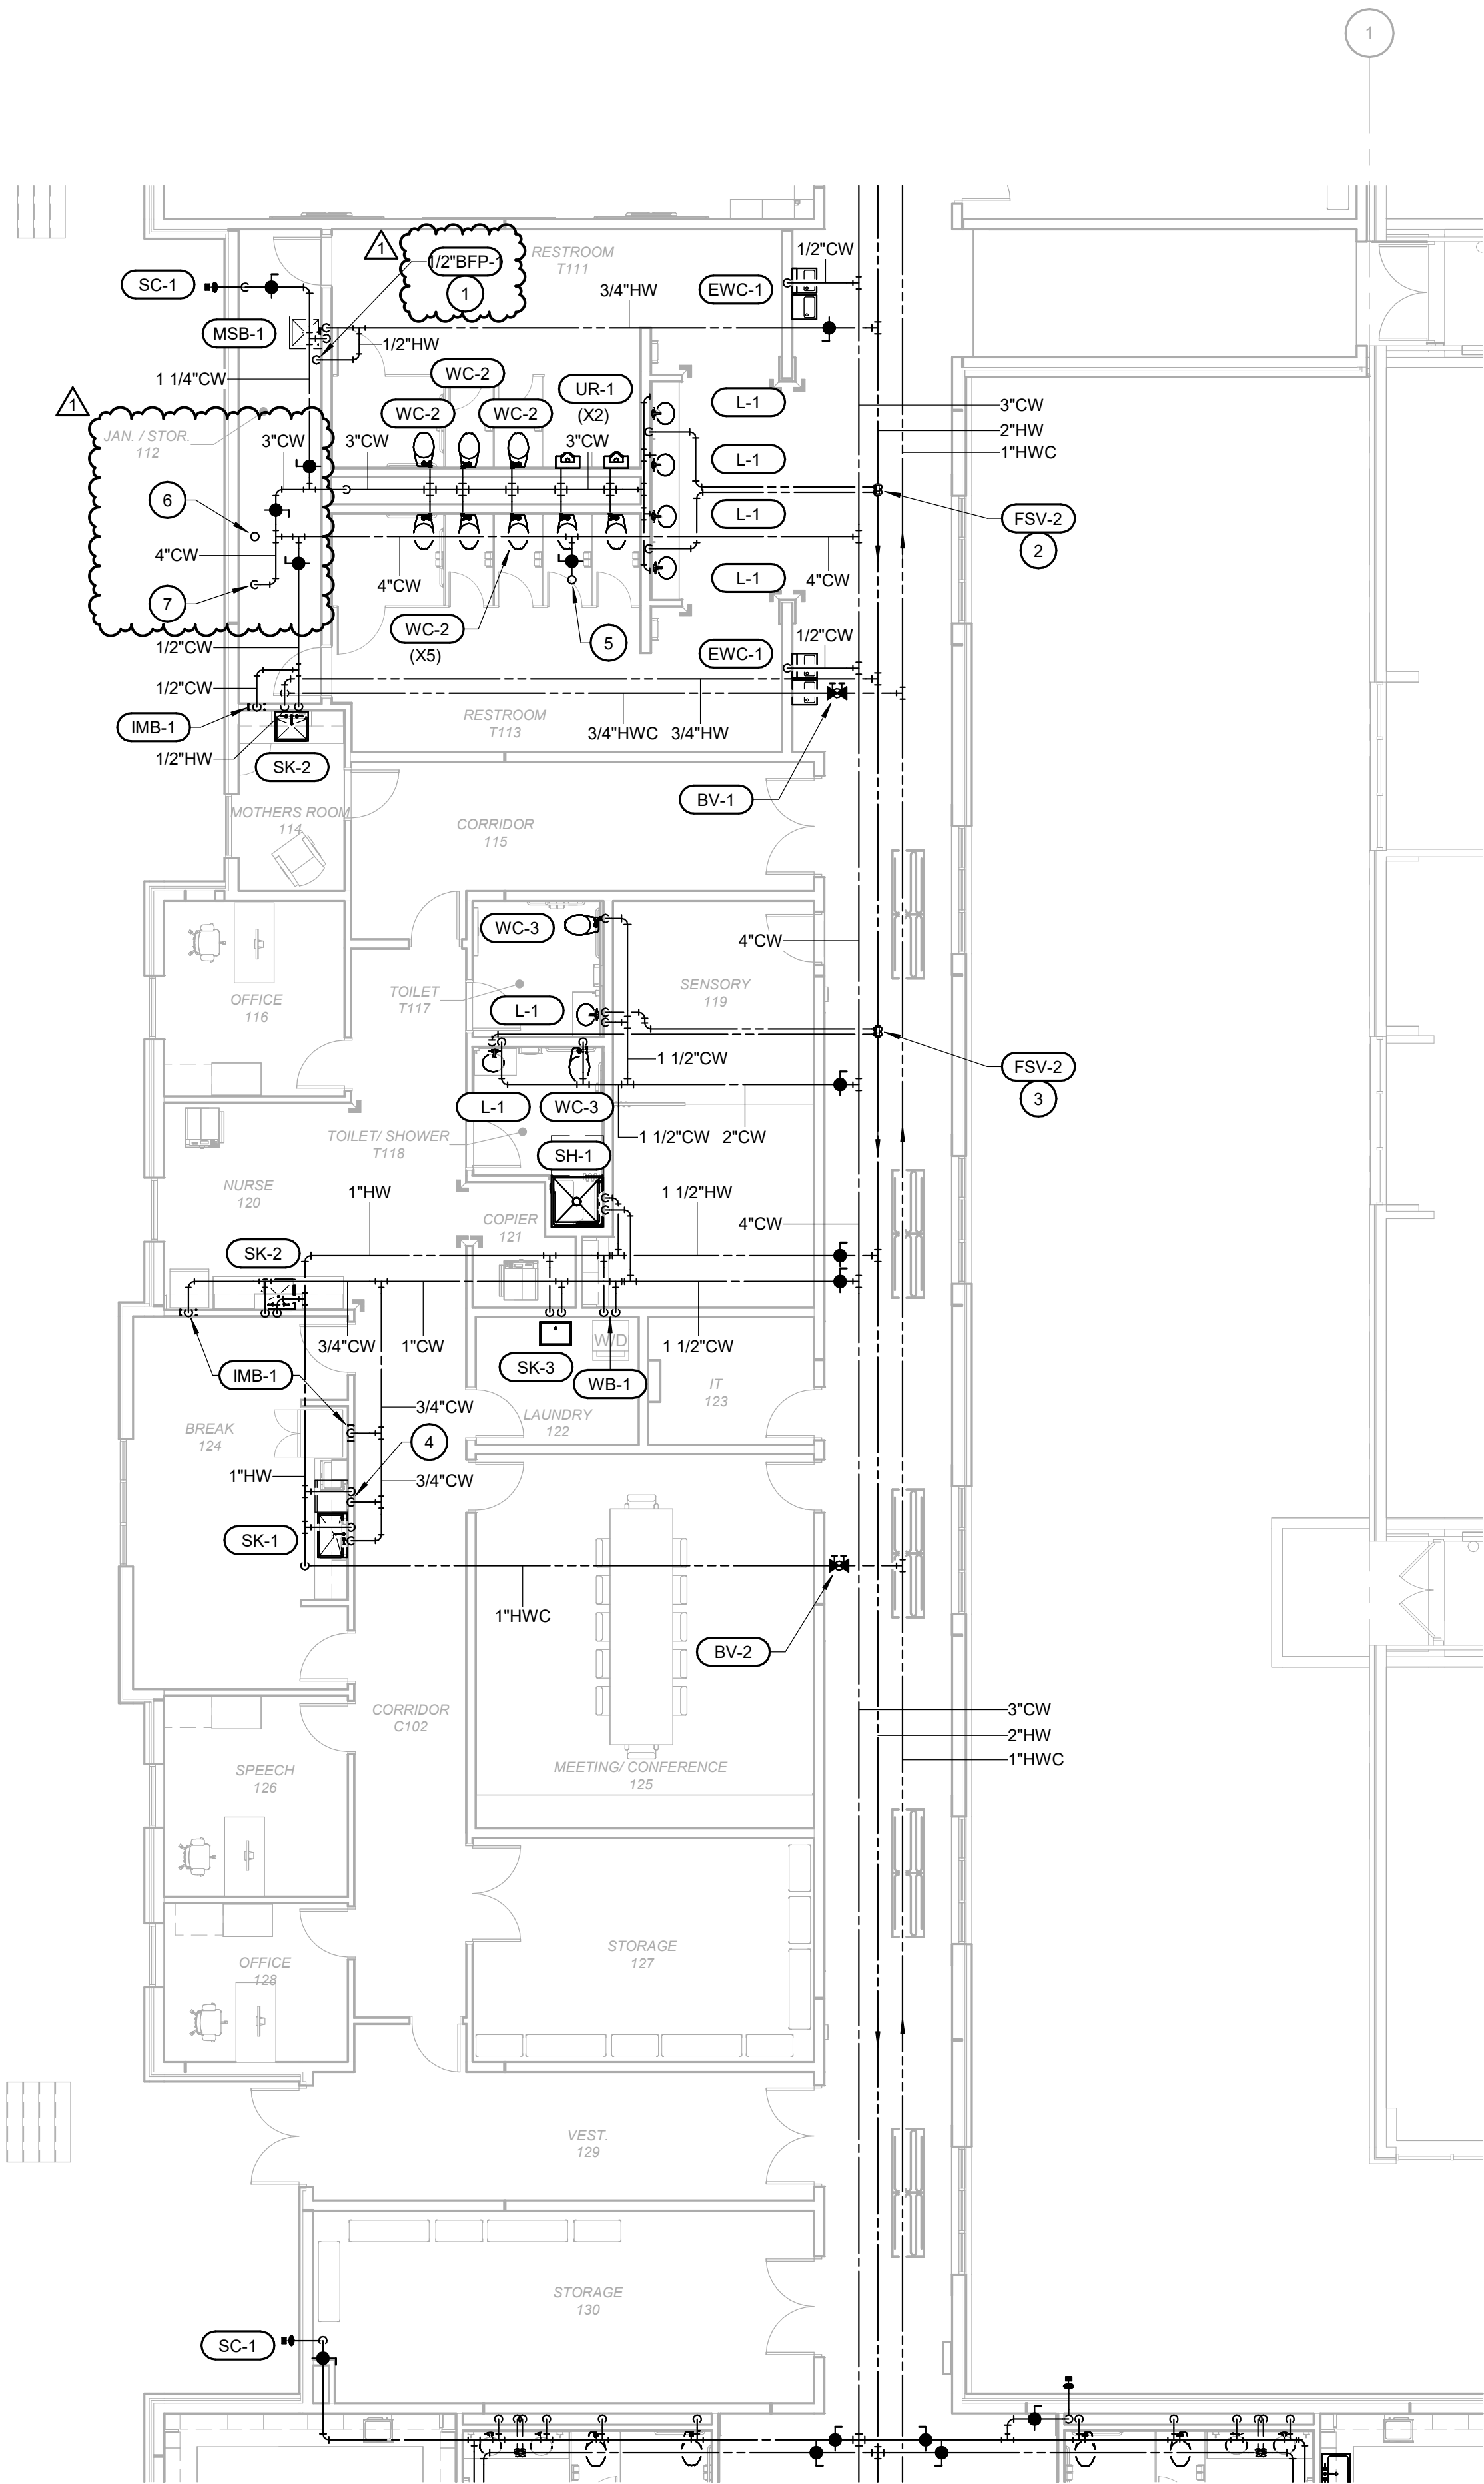 1
1
1/2"BFP-1
1
RESTROOM
T111
1/2"CW
SC-1
EWC-1
3/4"HW
MSB-1
1/2"HW
1 1/4"CW
WC-2
UR-1
(X2)
WC-2
WC-2
L-1
1
3"CW
JAN. / STOR.
112
3"CW
3"CW
3"CW
2"HW
1"HWC
L-1
6
L-1
FSV-2
2
4"CW
4"CW
4"CW
L-1
7
WC-2
(X5)
5
1/2"CW
1/2"CW
EWC-1
1/2"CW
IMB-1
RESTROOM
T113
3/4"HWC
3/4"HW
1/2"HW
SK-2
BV-1
MOTHERS ROOM
114
CORRIDOR
115
WC-3
4"CW
OFFICE
116
TOILET
T117
L-1
SENSORY
119
1 1/2"CW
FSV-2
3
L-1
WC-3
TOILET/ SHOWER
T118
1 1/2"CW
2"CW
SH-1
NURSE
120
1"HW
1 1/2"HW
COPIER
121
4"CW
SK-2
3/4"CW
1"CW
W/D
1 1/2"CW
SK-3
IMB-1
WB-1
IT
123
3/4"CW
LAUNDRY
122
BREAK
124
4
1"HW
3/4"CW
SK-1
1"HWC
BV-2
CORRIDOR
C102
3"CW
2"HW
1"HWC
SPEECH
126
MEETING/ CONFERENCE
125
STORAGE
127
OFFICE
128
VEST.
129
STORAGE
130
SC-1